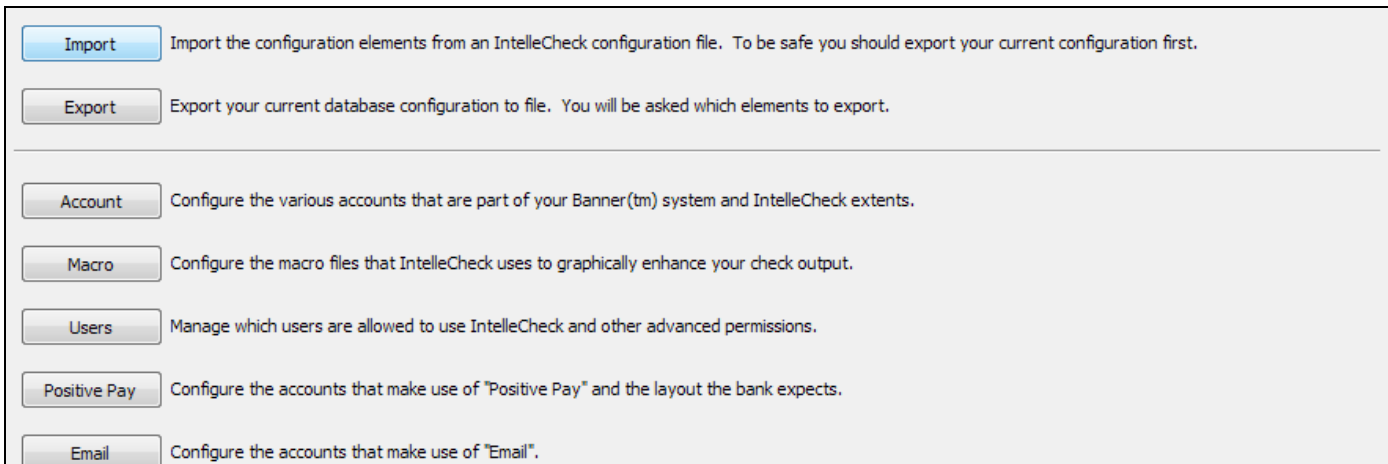 Import Import the configuration elements from an IntelleCheck configuration file.  To be safe you should export your current configuration first.
Export Export your current database configuration to file.  You will be asked which elements to export.
Account Configure the various accounts that are part of your Banner(tm) system and IntelleCheck extents.
Macro Configure the macro files that IntelleCheck uses to graphically enhance your check output.
Users Manage which users are allowed to use IntelleCheck and other advanced permissions.
Positive Pay Configure the accounts that make use of "Positive Pay" and the layout the bank expects.
Email Configure the accounts that make use of "Email".